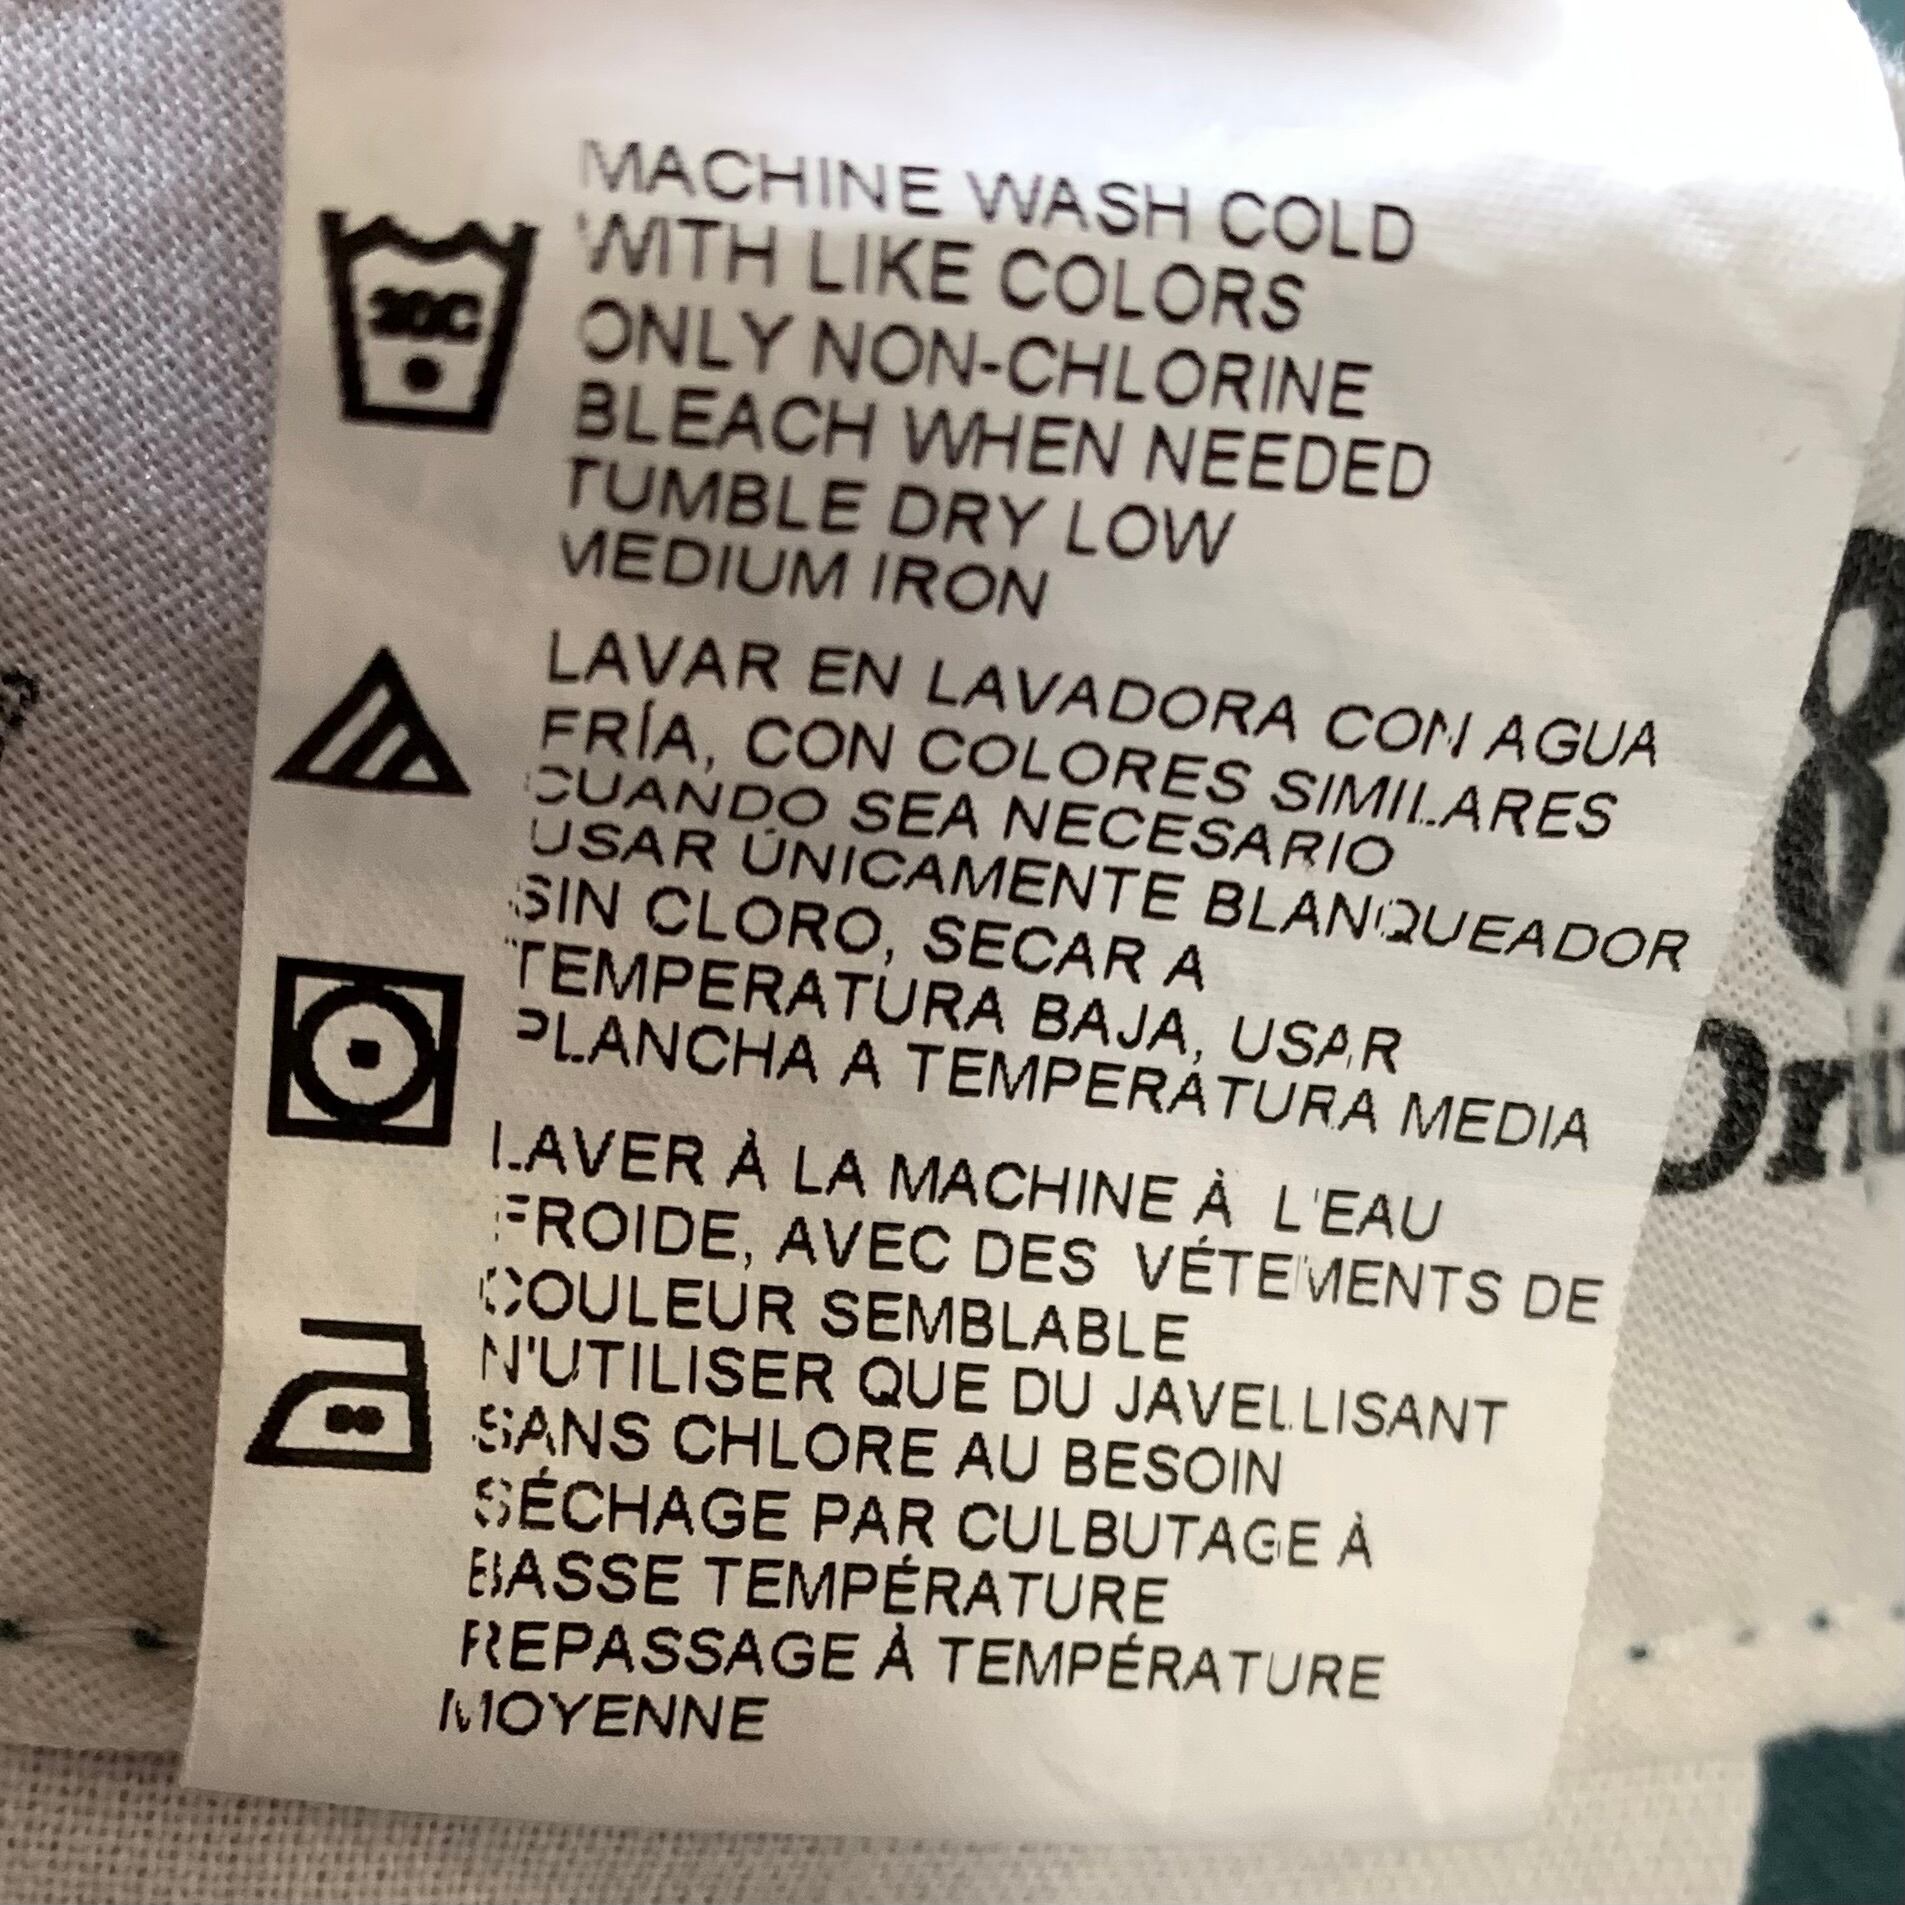 MACHINE WASH COLD
WITH LIKE COLORS
ONLY NON-CHLORINE
BLEACH WHEN NEEDED
TUMBLE DRY LOW
MEDIUM IRON
LAVAR EN LAVADORA CON AGUA
FRÍA, CON COLORES SIMILARES
CUANDO SEA NECESARIO
USAR ÚNICAMENTE BLANQUEADOR
SIN CLORO, SECAR A
TEMPERATURA BAJA, USAR
PLANCHA A TEMPERATURA MEDIA
LAVER À LA MACHINE À L'EAU
FROIDE, AVEC DES VÉTEMENTS DE
COULEUR SEMBLABLE
N'UTILISER QUE DU JAVELLISANT
SANS CHLORE AU BESOIN
SÉCHAGE PAR CULBUTAGE À
BASSE TEMPÉRATURE
REPASSAGE À TEMPÉRATURE
MOYENNE